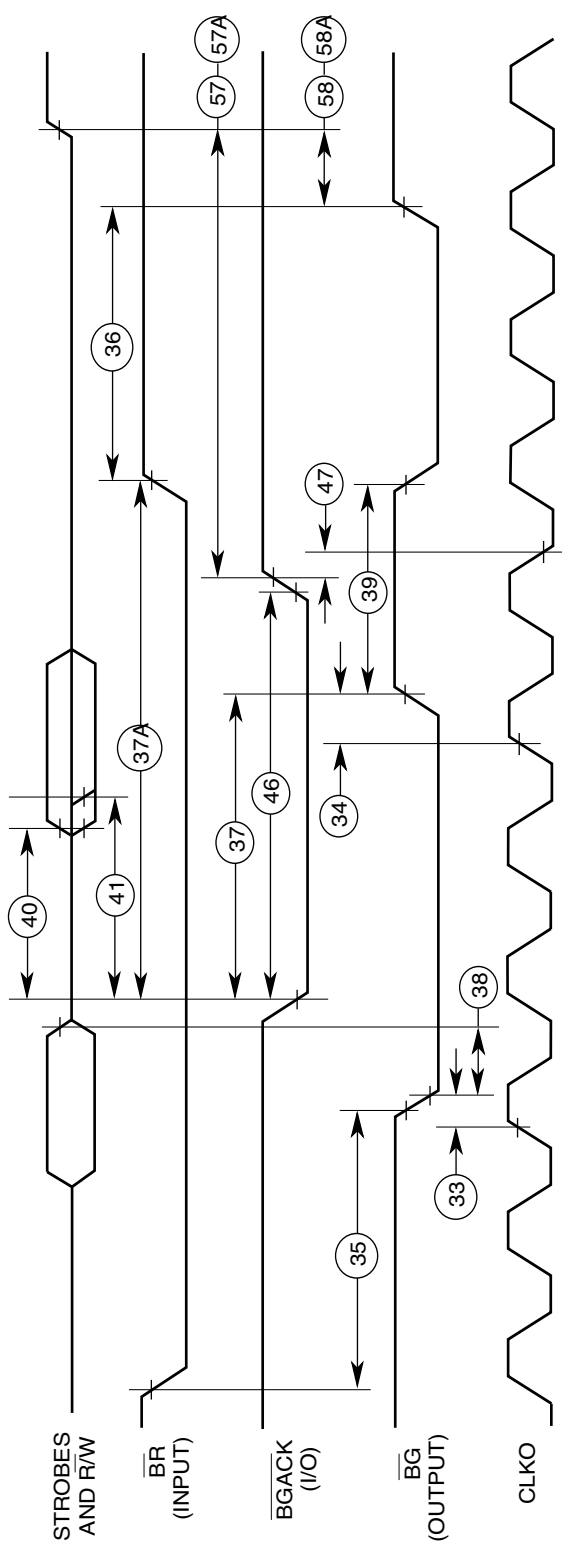 STROBES
AND R/W
BR
(INPUT)
BGACK
(I/O)
BG
(OUTPUT)
CLKO
40
41
36
37A
57
57A
37
46
47
58
58A
34
39
35
33
38